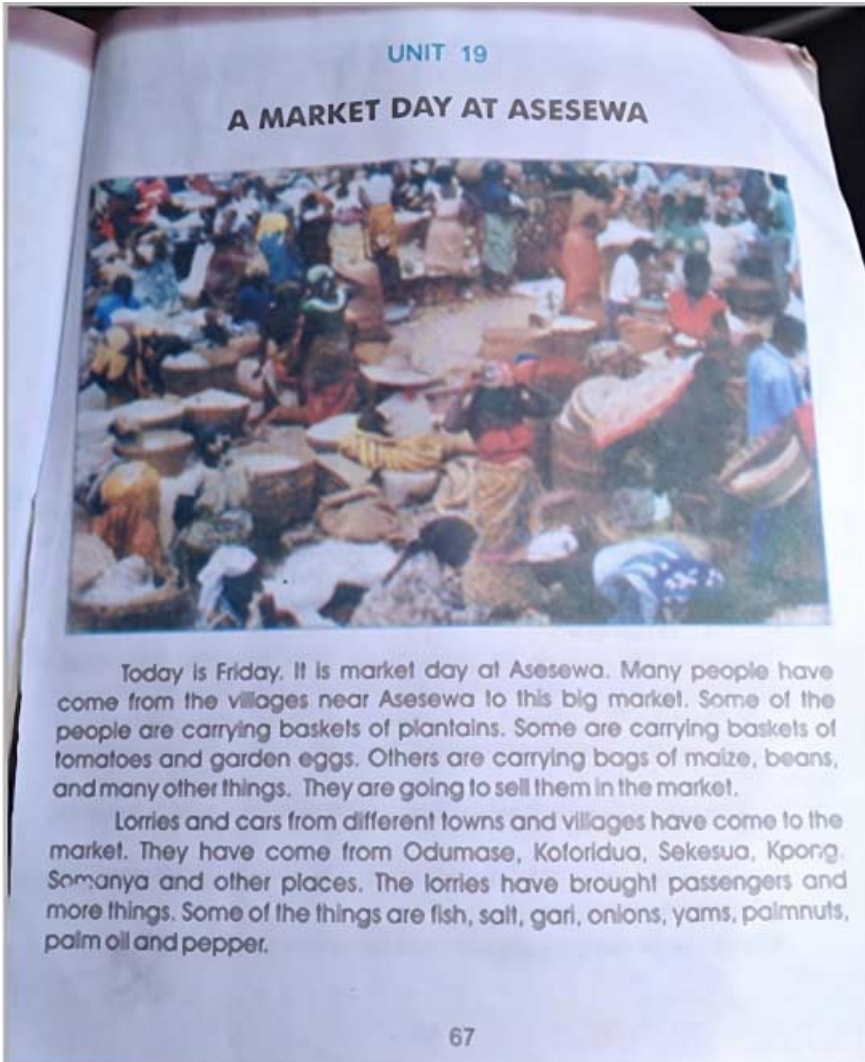 UNIT 19
A MARKET DAY AT ASESEWA
Today is Friday. It is market day at Asesewa. Many people have
come from the villages near Asesewa to this big market. Some of the
people are carrying baskets of plantains. Some are carrying baskets of
tomatoes and garden eggs. Others are carrying bags of maize, beans,
and many other things. They are going to sell them in the market.
Lorries and cars from different towns and villages have come to the
market. They have come from Odumase, Koforidua, Sekesua, Kpong,
Somanya and other places. The lorries have brought passengers and
more things. Some of the things are fish, salt, gari, onions, yams, palmnuts,
palm oil and pepper.
67